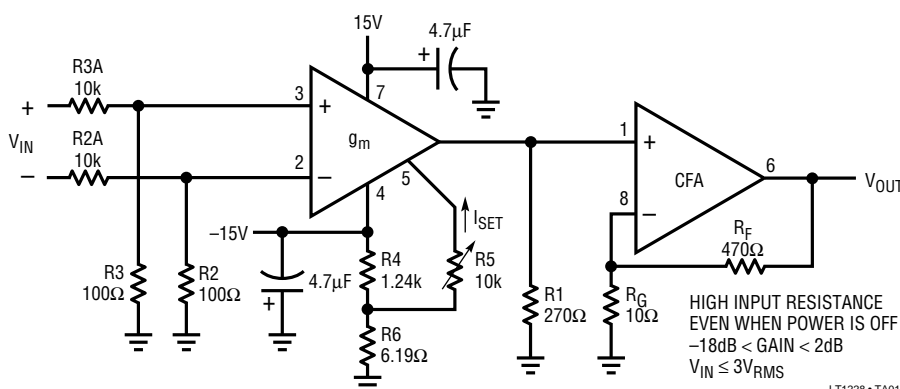 15V
4.7µF
+
R3A
10k
3
+
7
+
V_IN
g_m
R2A
10k
–
2
–
4
5
1
+
CFA
6
V_OUT
8
–
–15V
I_SET
R_F
470Ω
R3
100Ω
R2
100Ω
4.7µF
+
R4
1.24k
R5
10k
R6
6.19Ω
R1
270Ω
R_G
10Ω
HIGH INPUT RESISTANCE
EVEN WHEN POWER IS OFF
–18dB < GAIN < 2dB
V_IN ≤ 3V_RMS